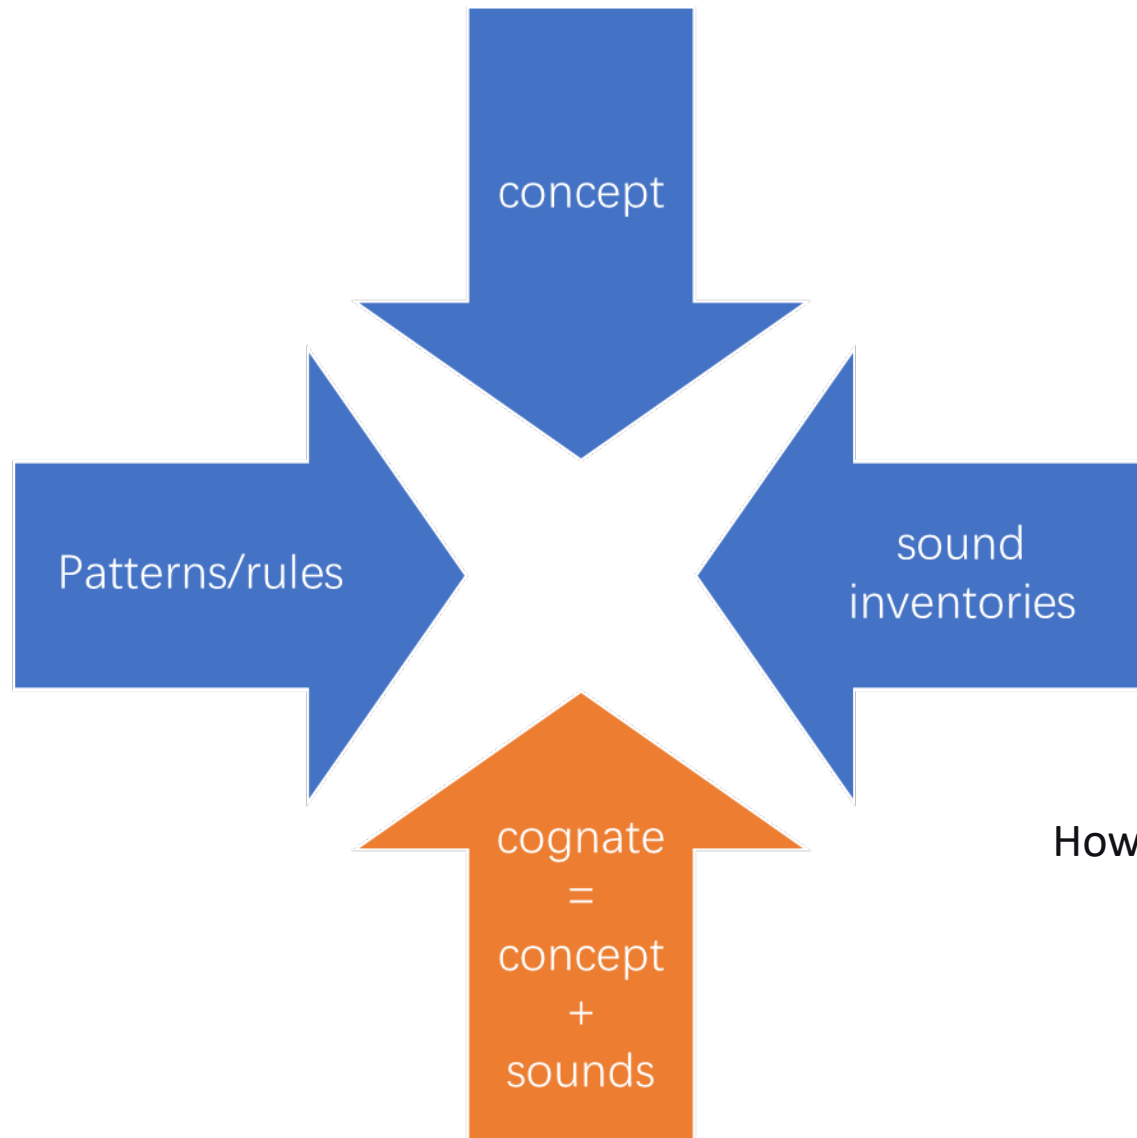 concept
Patterns/rules
sound
inventories
How
cognate
=
concept
+
sounds